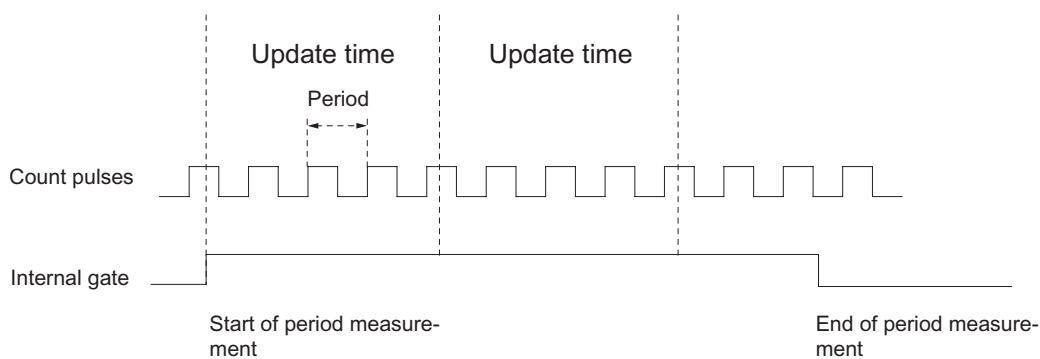 Update time Update time
Period
Count pulses
Internal gate
Start of period measure-
ment
End of period measure-
ment